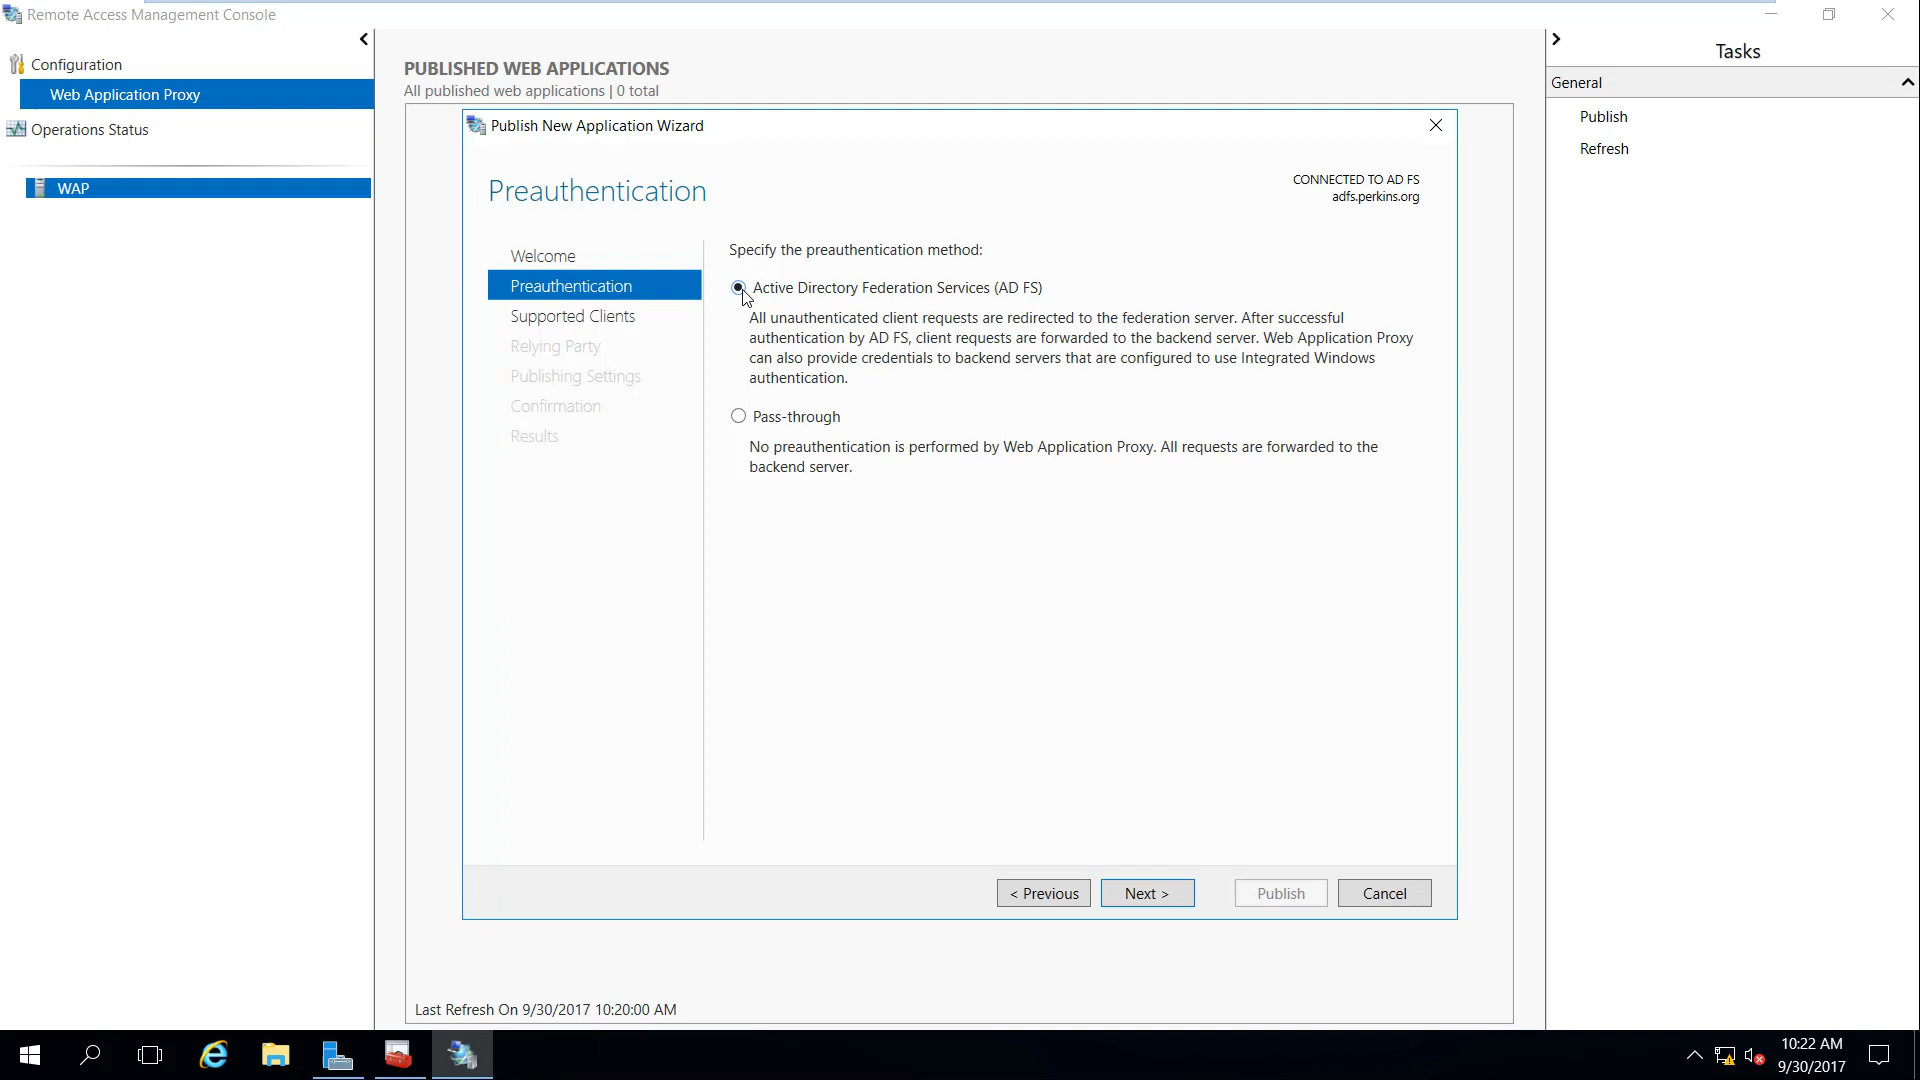 Remote Access Management Console
Configuration
Web Application Proxy
Operations Status
WAP
PUBLISHED WEB APPLICATIONS
All published web applications | 0 total
Publish New Application Wizard
Preauthentication
CONNECTED TO AD FS
adfs.perkins.org
Welcome
Preauthentication
Supported Clients
Relying Party
Publishing Settings
Confirmation
Results
Specify the preauthentication method:
Active Directory Federation Services (AD FS)
All unauthenticated client requests are redirected to the federation server. After successful
authentication by AD FS, client requests are forwarded to the backend server. Web Application Proxy
can also provide credentials to backend servers that are configured to use Integrated Windows
authentication.
Pass-through
No preauthentication is performed by Web Application Proxy. All requests are forwarded to the
backend server.
< Previous
Next >
Publish
Cancel
Last Refresh On 9/30/2017 10:20:00 AM
Tasks
General
Publish
Refresh
10:22 AM
9/30/2017